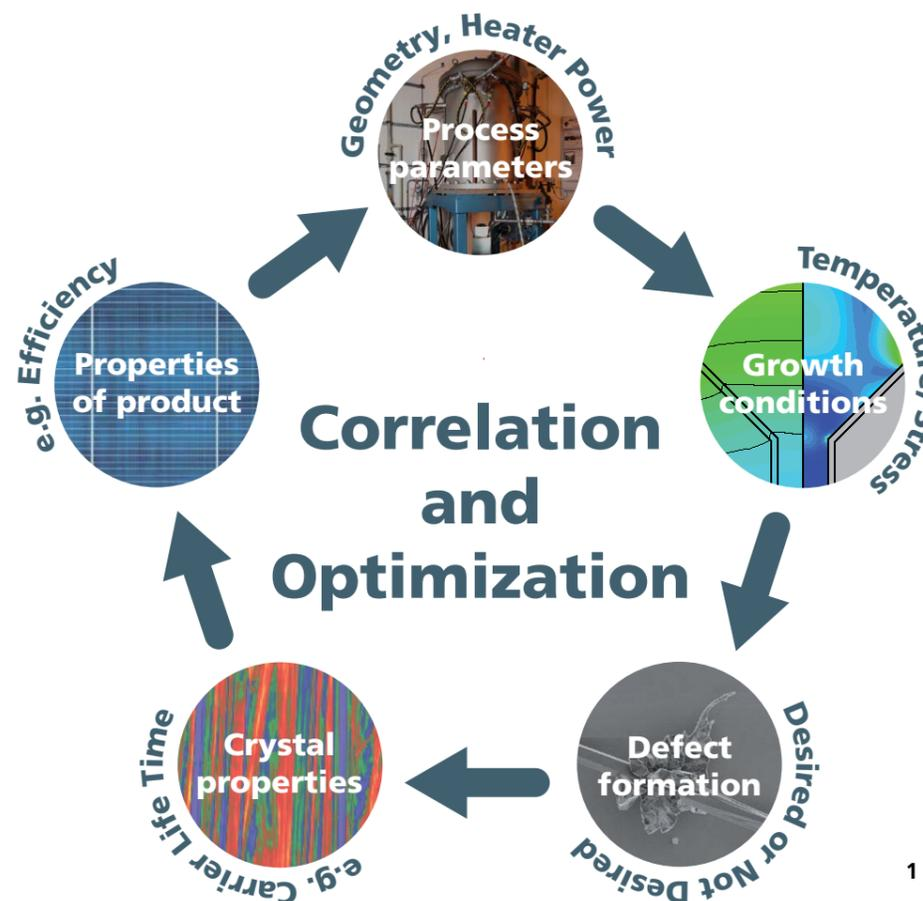 Geometry, Heater Power
Process
parameters
Temperature, Stress
Growth
conditions
Desired or Not Desired
Defect
formation
e.g. Carrier Life Time
Crystal
properties
e.g. Efficiency
Properties
of product
Correlation
and
Optimization
1